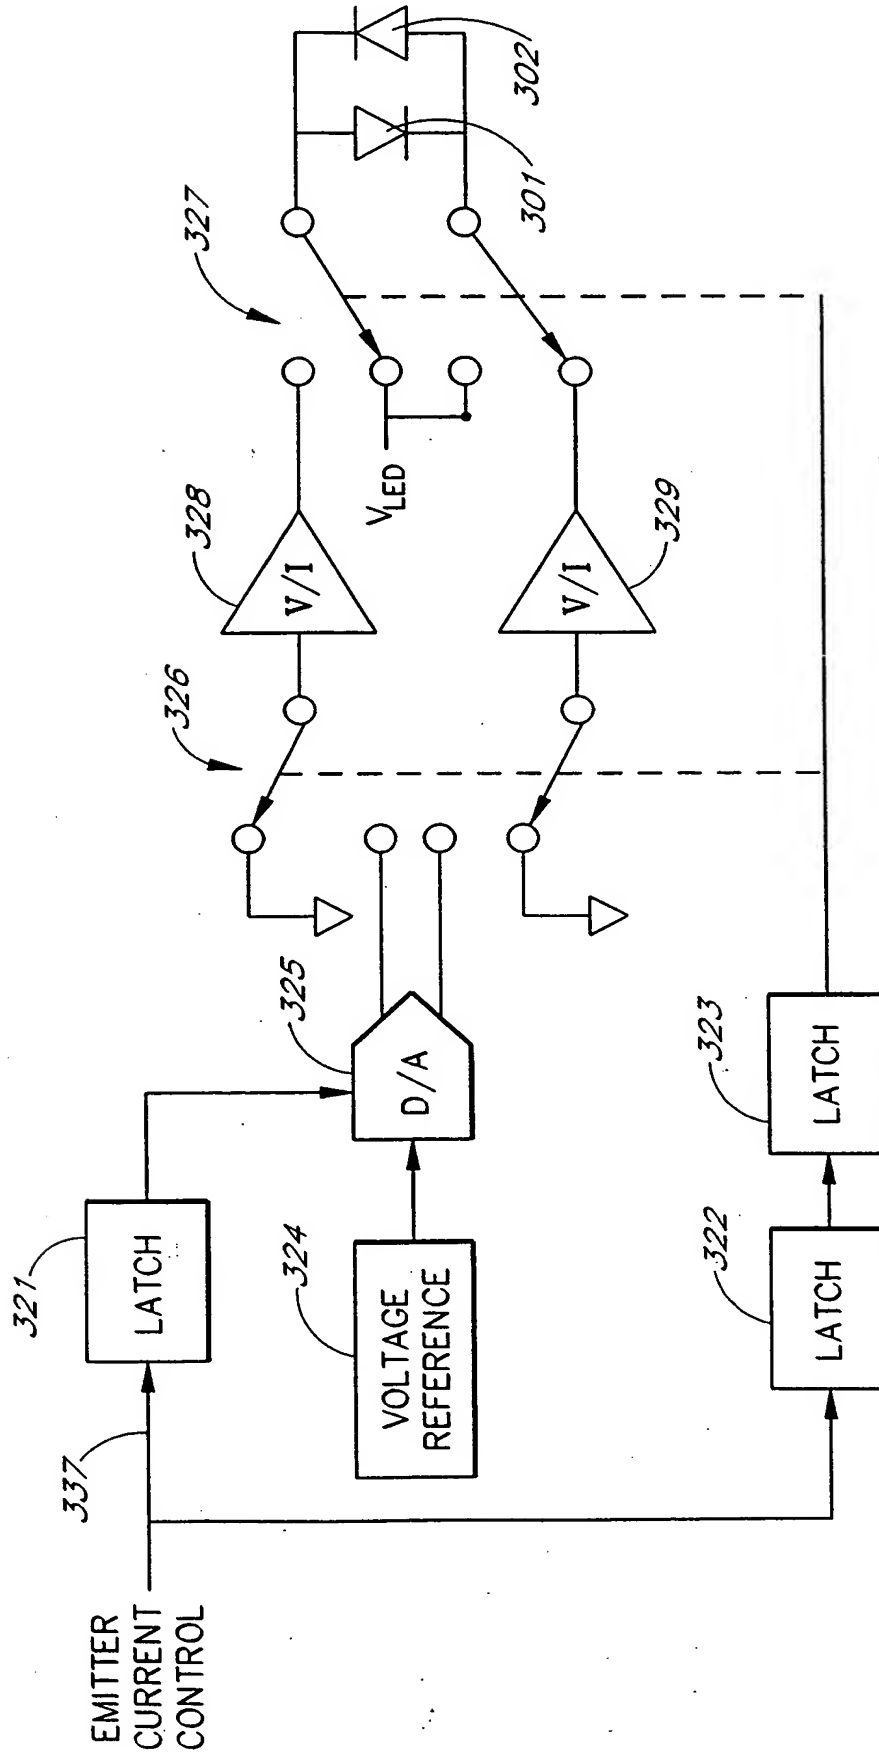 EMITTER
CURRENT
CONTROL
337
321
LATCH
324
VOLTAGE
REFERENCE
325
D/A
322
LATCH
323
LATCH
326
328
V/I
329
V/I
327
VLED
301
302